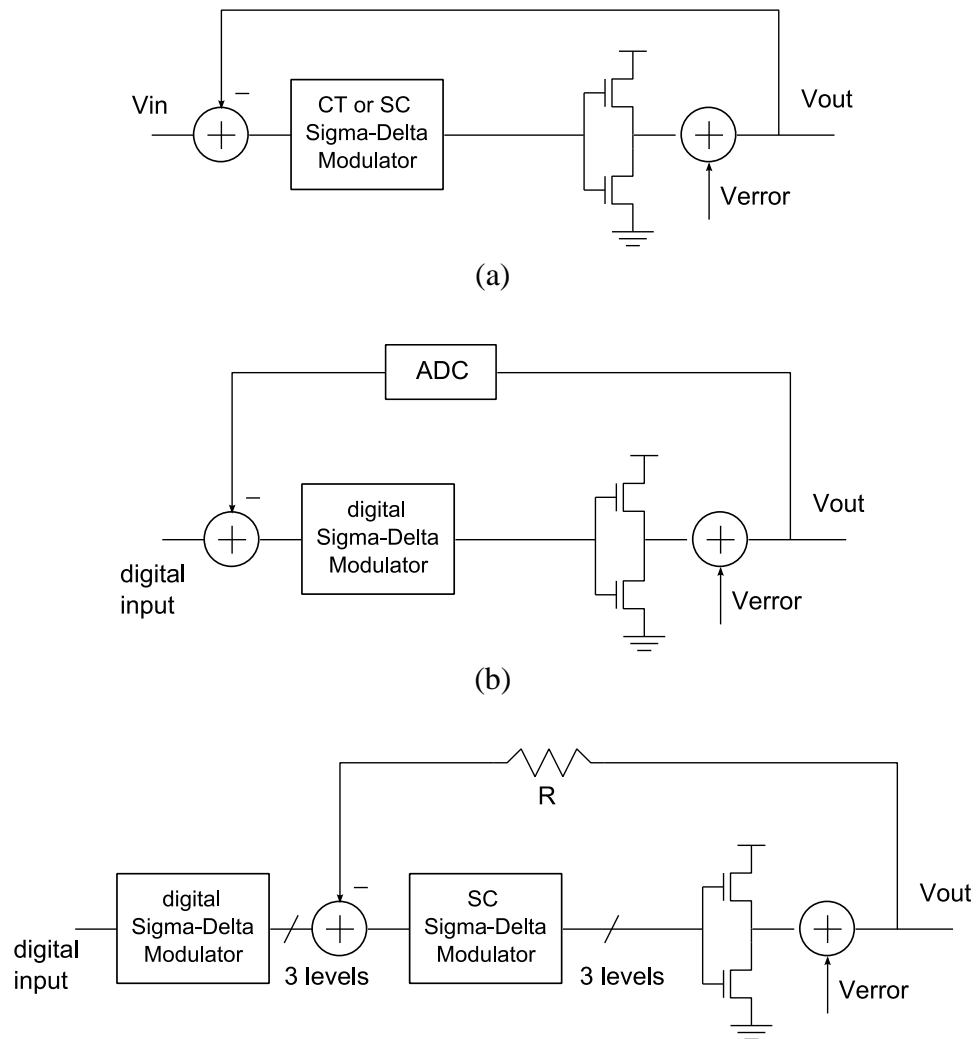 Vin
−
+
CT or SC
Sigma-Delta
Modulator
+
Vout
Verror
(a)
ADC
−
digital
input
+
digital
Sigma-Delta
Modulator
+
Vout
Verror
(b)
R
−
digital
input
digital
Sigma-Delta
Modulator
3 levels
+
SC
Sigma-Delta
Modulator
3 levels
+
Vout
Verror